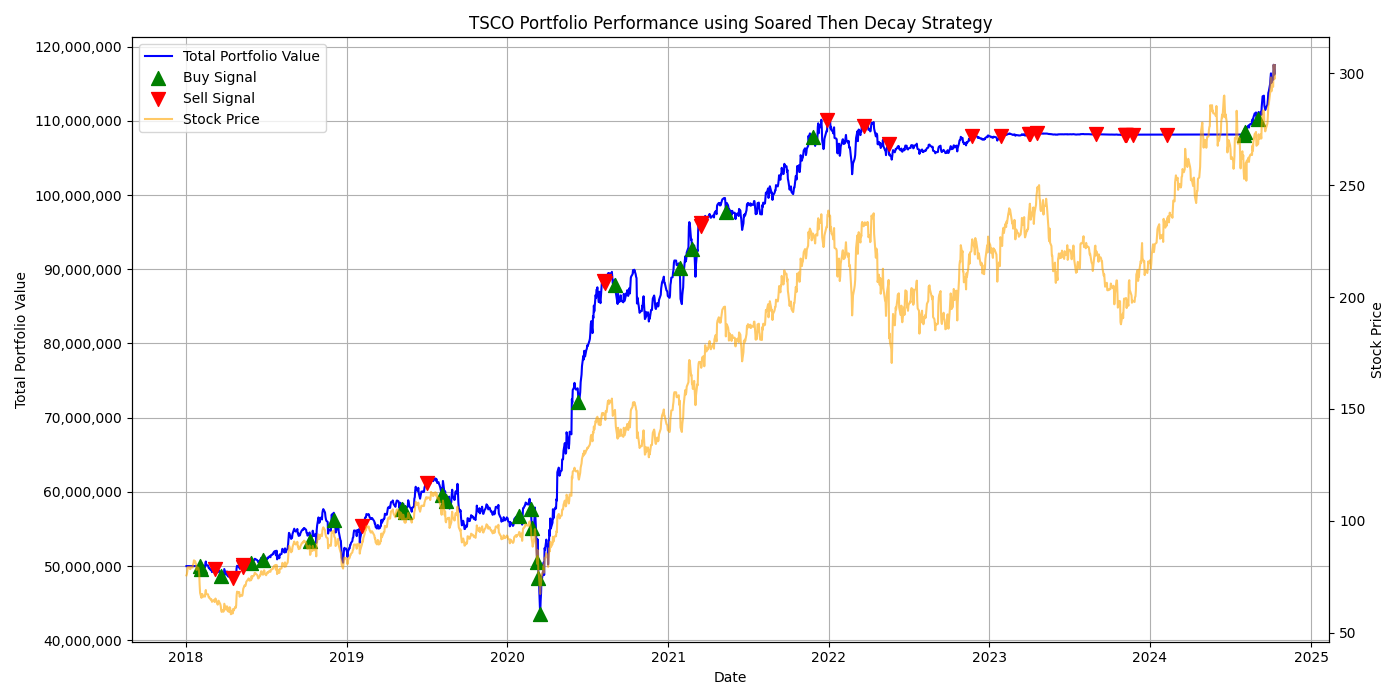 TSCO Portfolio Performance using Soared Then Decay Strategy
Total Portfolio Value
Buy Signal
Sell Signal
Stock Price
120,000,000
110,000,000
100,000,000
90,000,000
80,000,000
70,000,000
60,000,000
50,000,000
40,000,000
Total Portfolio Value
300
250
200
150
100
50
Stock Price
2018 2019 2020 2021 2022 2023 2024 2025
Date